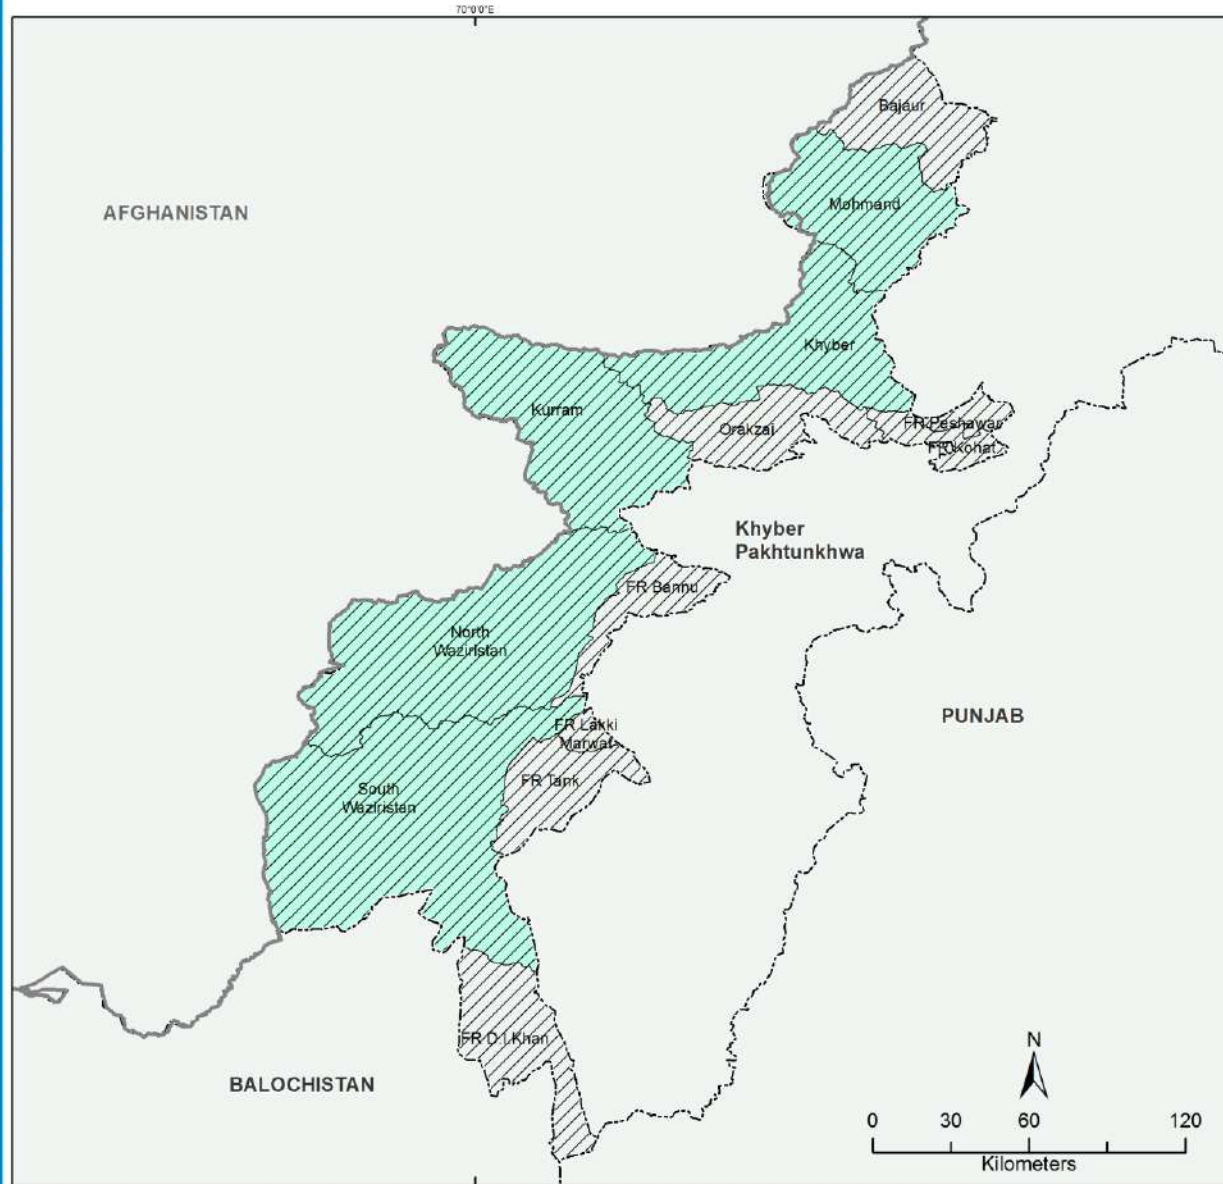 70°0'0"E
Bajaur
AFGHANISTAN
Mohmand
Khyber
Kurram
Orakzai
FR Peshawar
FR Kohat
Khyber
Pakhtunkhwa
FR Bannu
North
Waziristan
PUNJAB
FR Lakki
Marwat
FR Tank
South
Waziristan
N
FR D.I.Khan
BALOCHISTAN
0 30 60 120
Kilometers